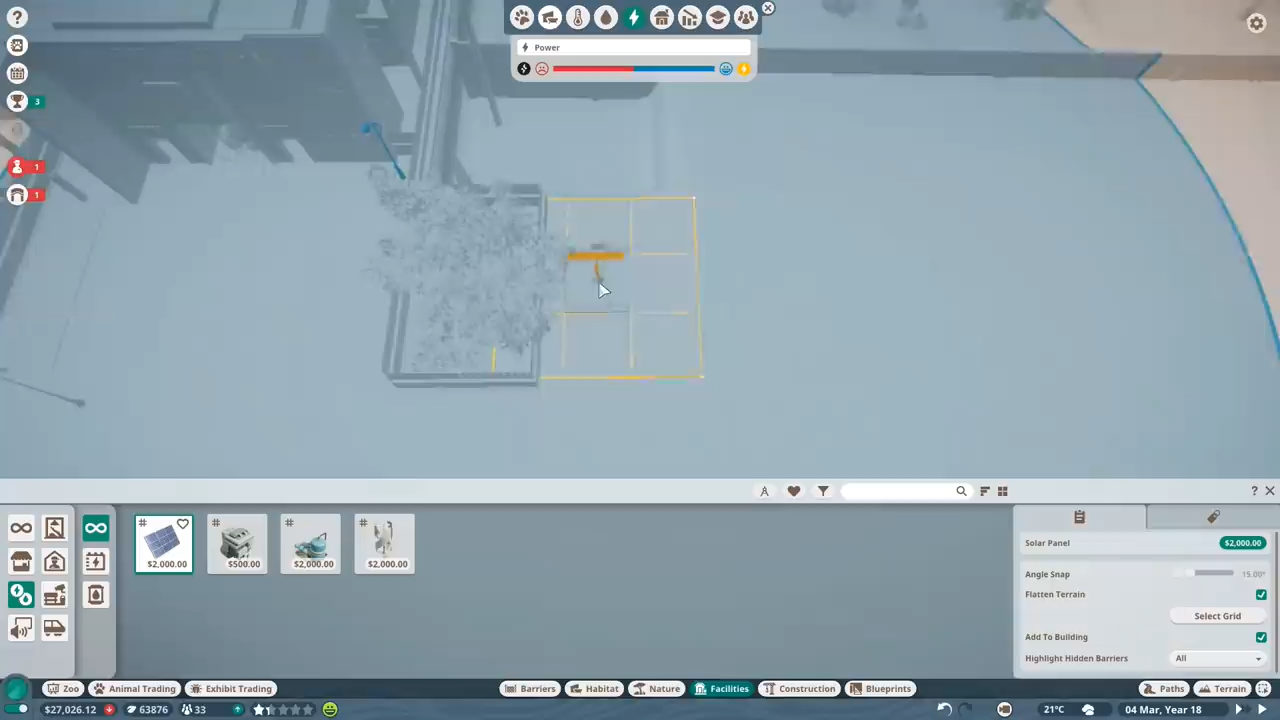 ?
Power
3
1
1
? ×
$2,000.00
$500.00
$2,000.00
$2,000.00
Solar Panel
$2,000.00
Angle Snap
15.00°
Flatten Terrain
Select Grid
Add To Building
Highlight Hidden Barriers
All
Zoo
Animal Trading
Exhibit Trading
Barriers
Habitat
Nature
Facilities
Construction
Blueprints
Paths
Terrain
$27,026.12
63876
33
21°C
04 Mar, Year 18